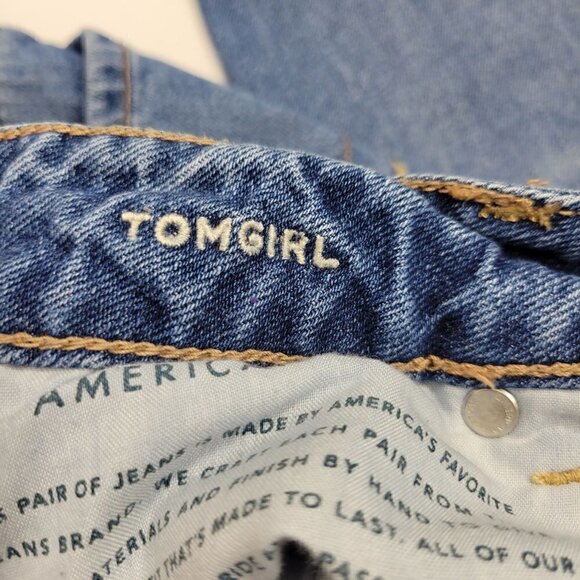 TOMGIRL
AMERICA
PAIR OF JEANS IS MADE BY AMERICA'S FAVORITE
JEANS BRAND. WE CRAFT EACH PAIR FROM
MATERIALS AND FINISH BY HAND TO
THAT'S MADE TO LAST. ALL OF OUR